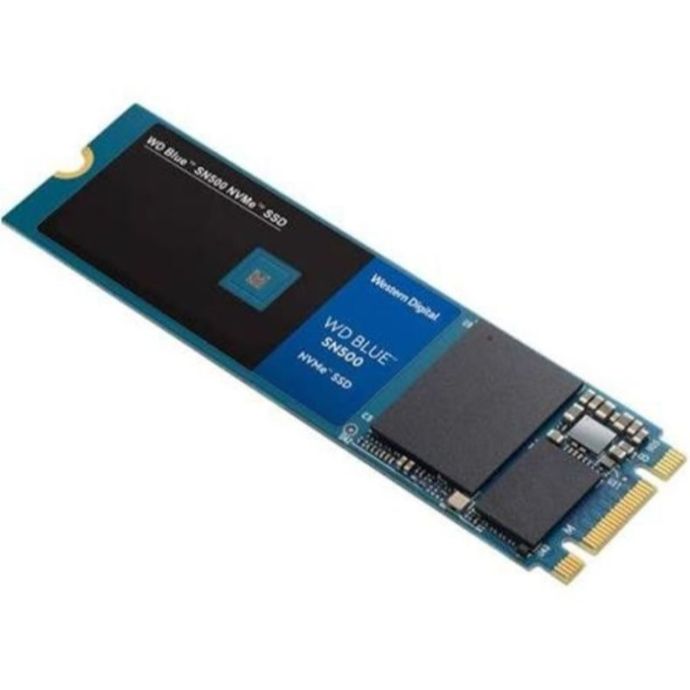 WD Blue™ SN500 NVMe™ SSD
Western Digital
WD BLUE™
SN500
NVMe™ SSD
M